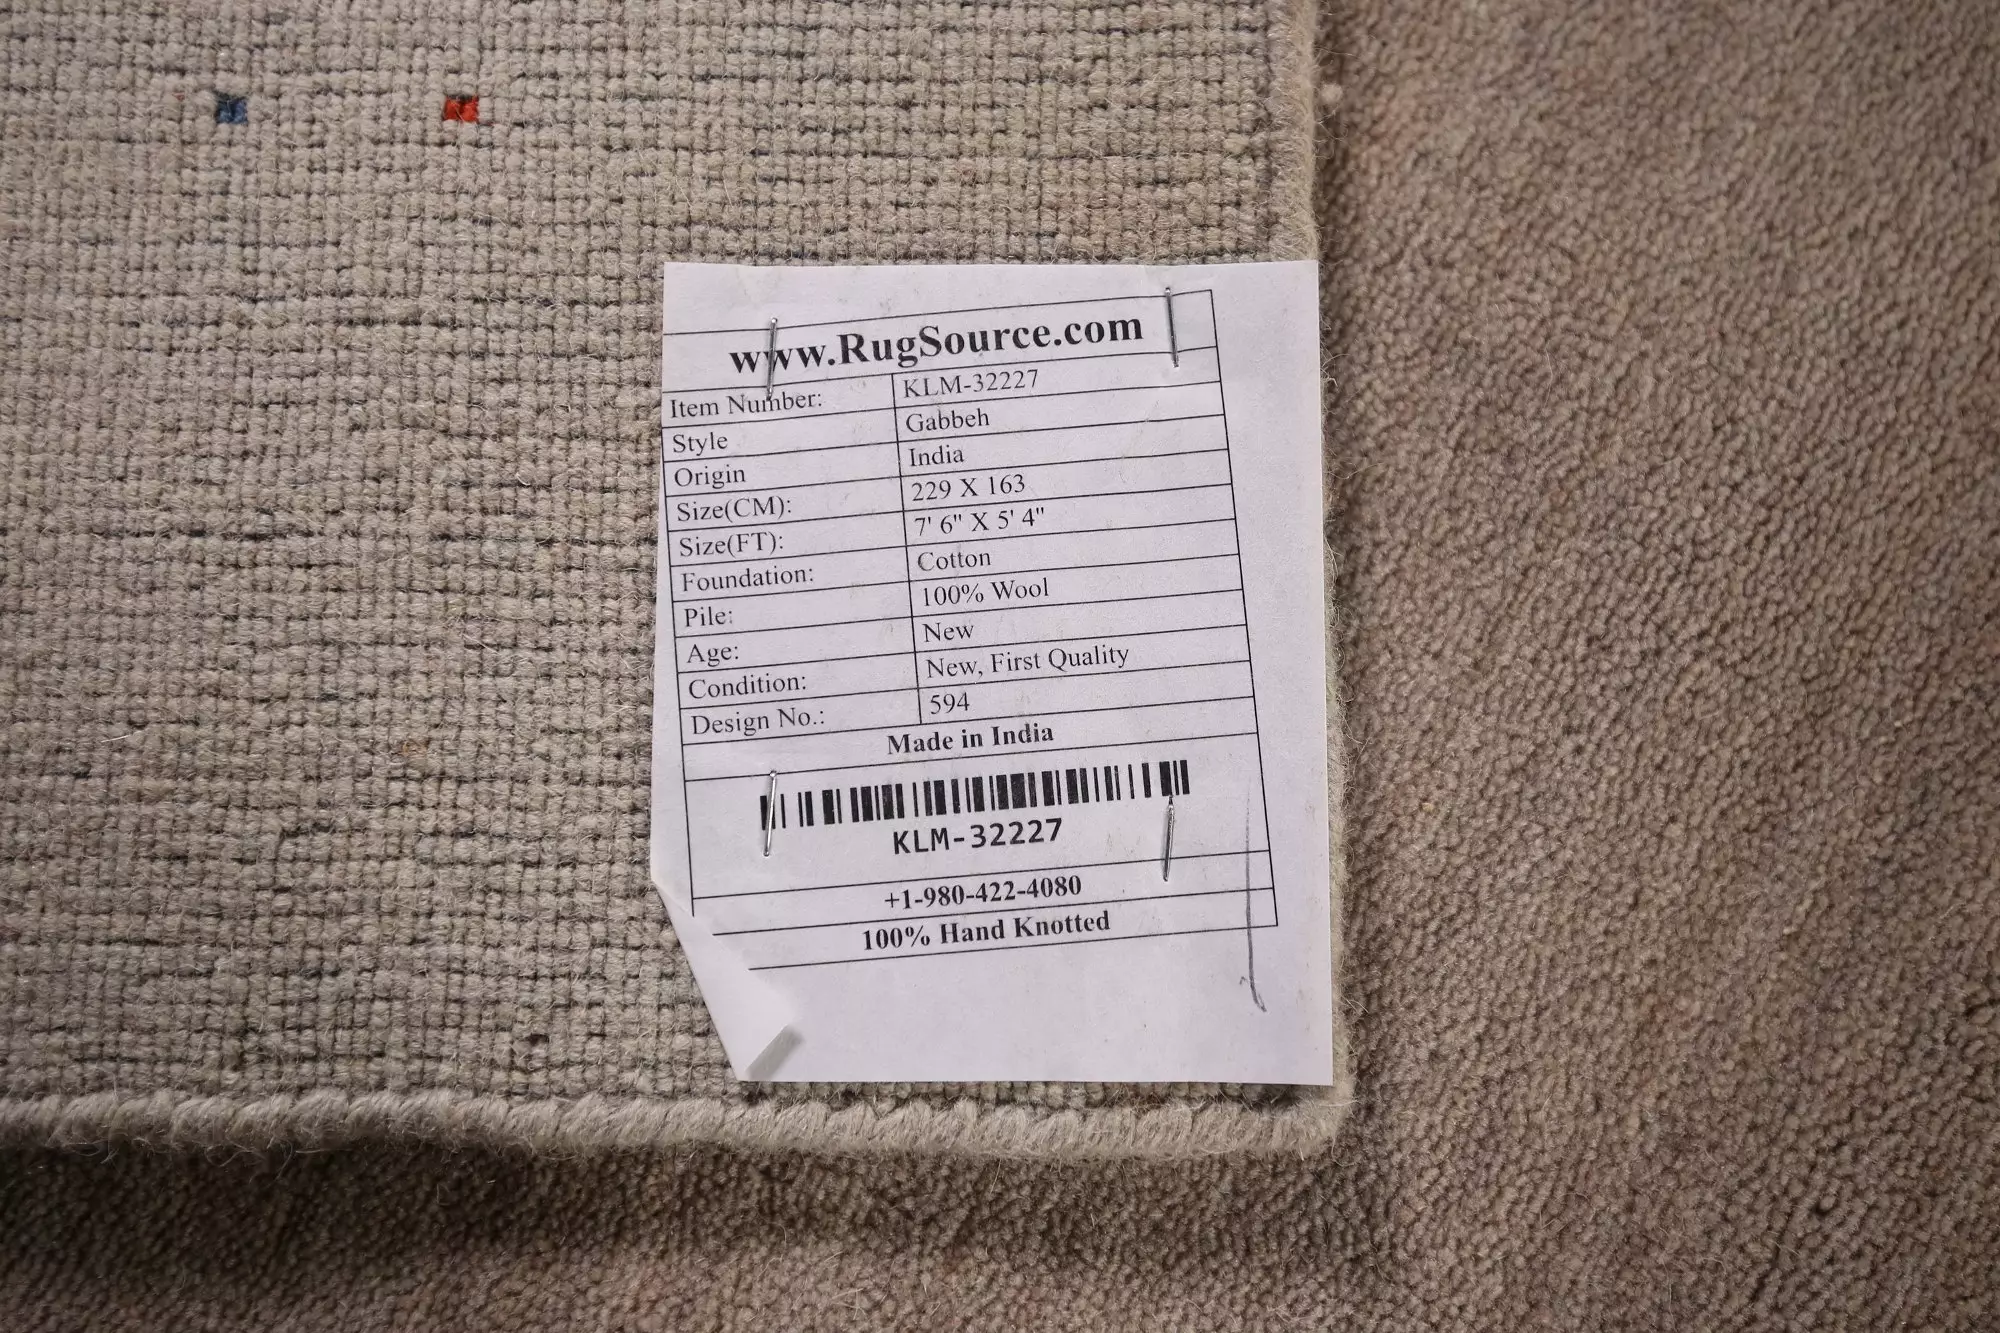 www.RugSource.com
Item Number: KLM-32227
Style Gabbeh
Origin India
Size(CM): 229 X 163
Size(FT): 7' 6" X 5' 4"
Foundation: Cotton
Pile: 100% Wool
Age: New
Condition: New, First Quality
Design No.: 594
Made in India
KLM-32227
+1-980-422-4080
100% Hand Knotted